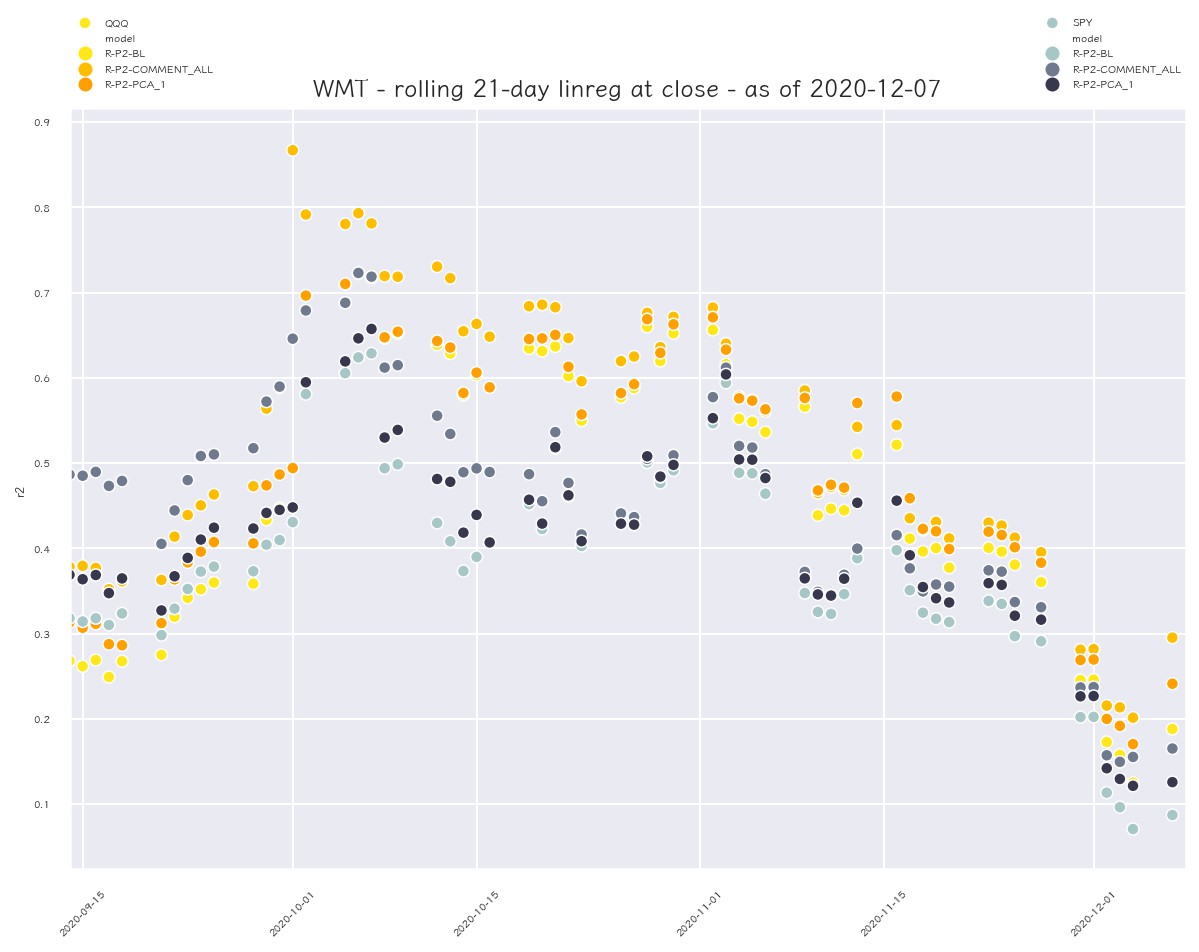 QQQ
model
R-P2-BL
R-P2-COMMENT_ALL
R-P2-PCA_1
SPY
model
R-P2-BL
R-P2-COMMENT_ALL
R-P2-PCA_1
WMT - rolling 21-day linreg at close - as of 2020-12-07
0.9
0.8
0.7
0.6
0.5
0.4
0.3
0.2
0.1
r2
2020-09-15
2020-10-01
2020-10-15
2020-11-01
2020-11-15
2020-12-01